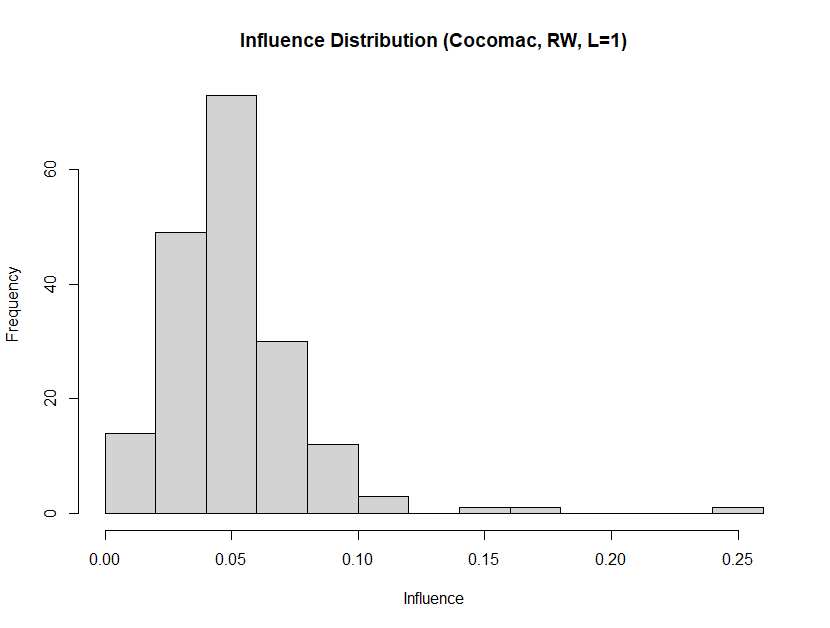 Influence Distribution (Cocomac, RW, L=1)
Frequency
60
40
20
0
0.00 0.05 0.10 0.15 0.20 0.25
Influence